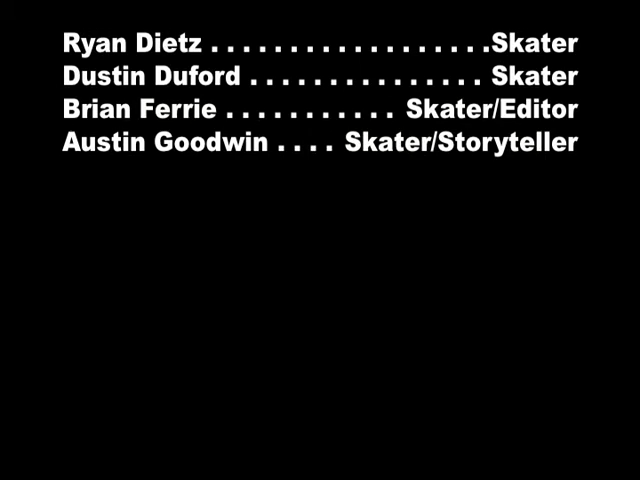 Ryan Dietz . . . . . . . . . . . . . . . . . .Skater
Dustin Duford . . . . . . . . . . . . . . . Skater
Brian Ferrie . . . . . . . . . . . Skater/Editor
Austin Goodwin . . . . Skater/Storyteller